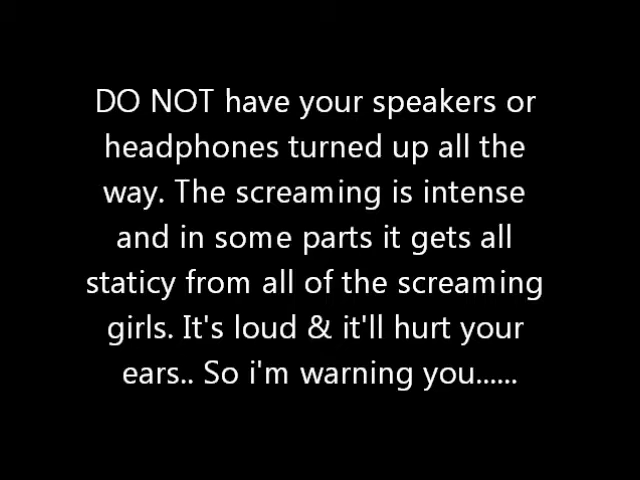 DO NOT have your speakers or
headphones turned up all the
way. The screaming is intense
and in some parts it gets all
staticy from all of the screaming
girls. It's loud & it'll hurt your
ears.. So i'm warning you......